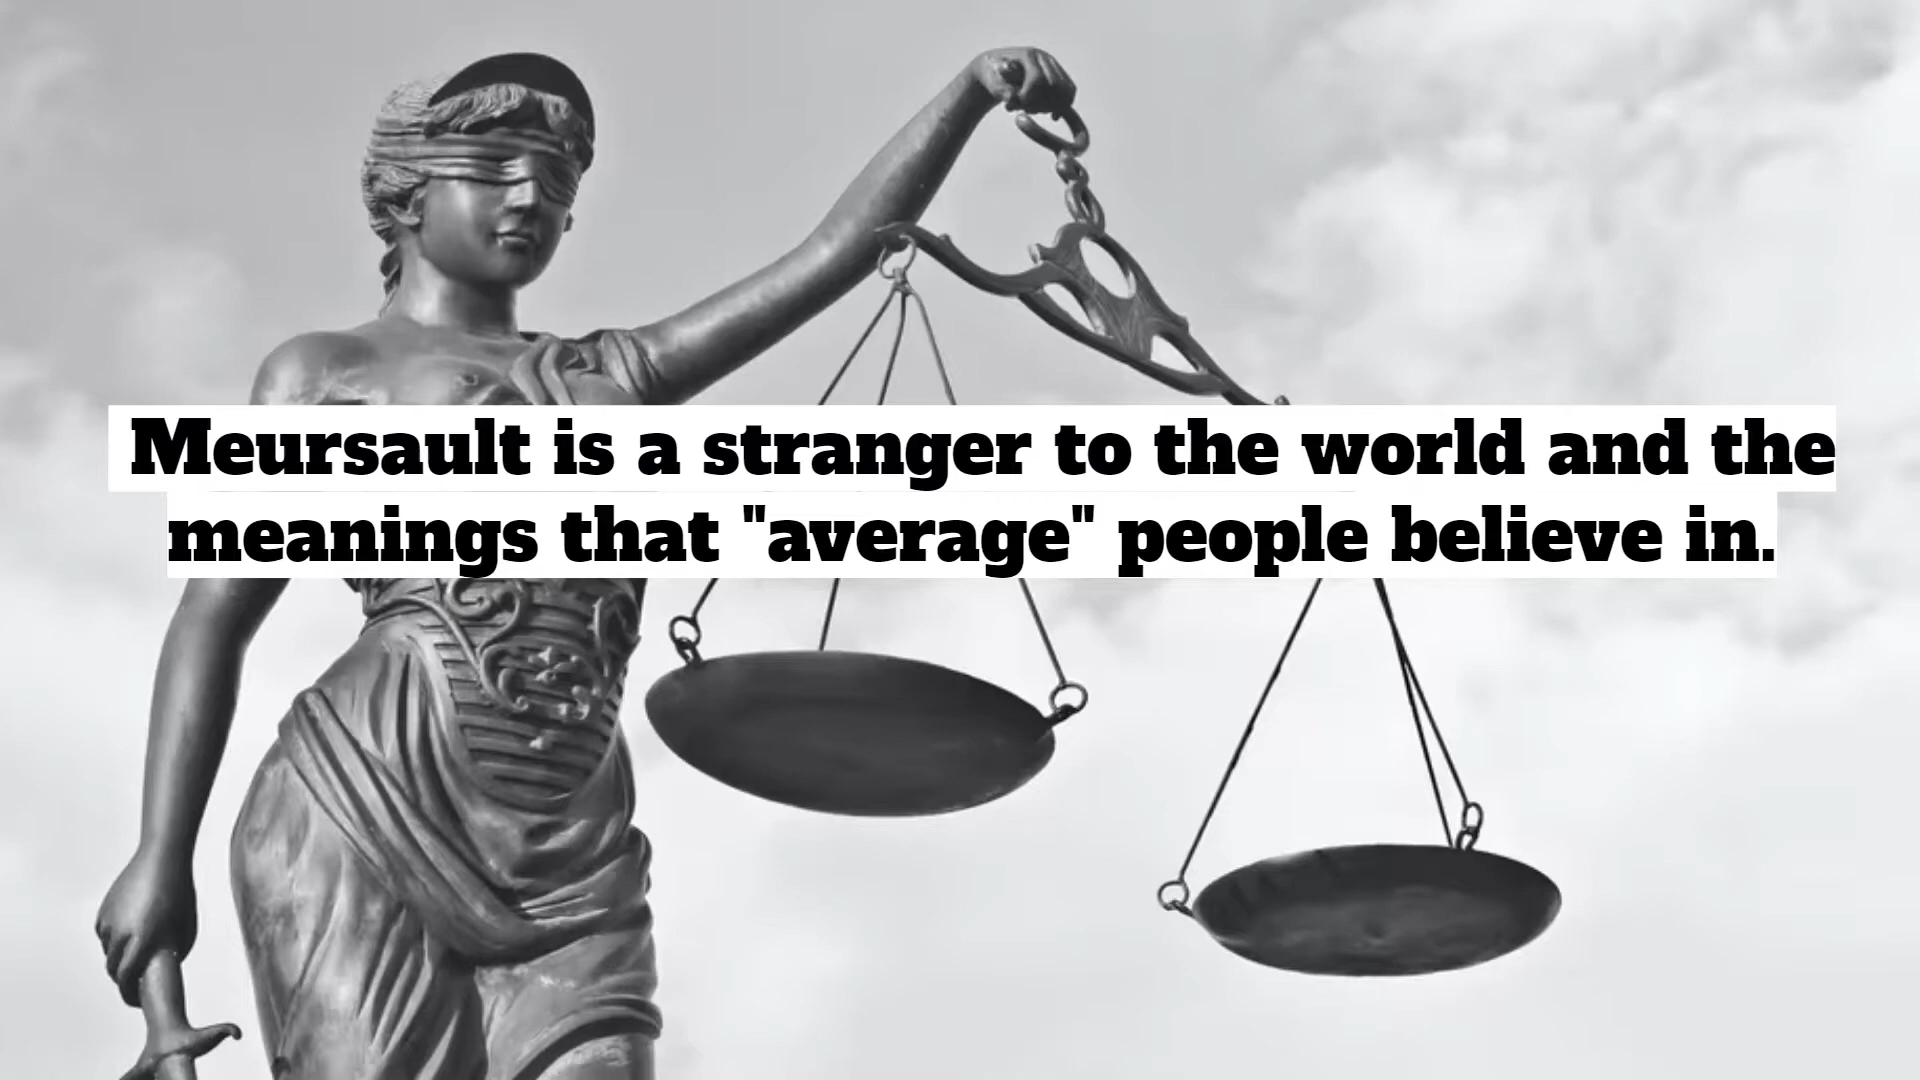 Meursault is a stranger to the world and the
meanings that "average" people believe in.